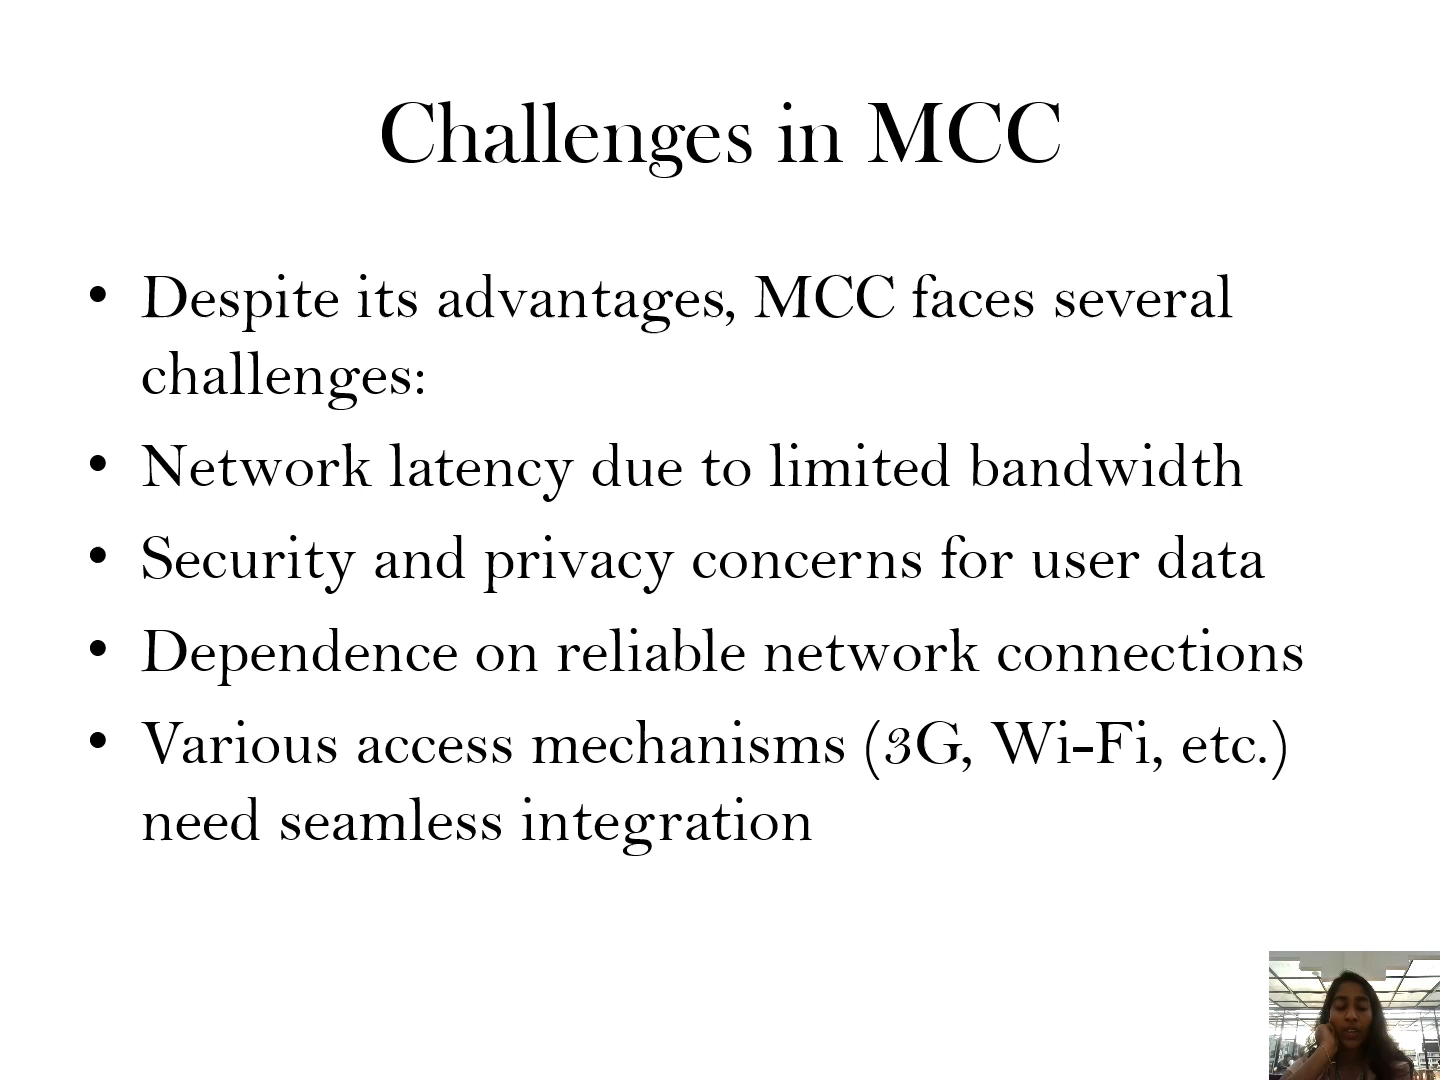 Challenges in MCC
• Despite its advantages, MCC faces several
challenges:
• Network latency due to limited bandwidth
• Security and privacy concerns for user data
• Dependence on reliable network connections
• Various access mechanisms (3G, Wi-Fi, etc.)
need seamless integration